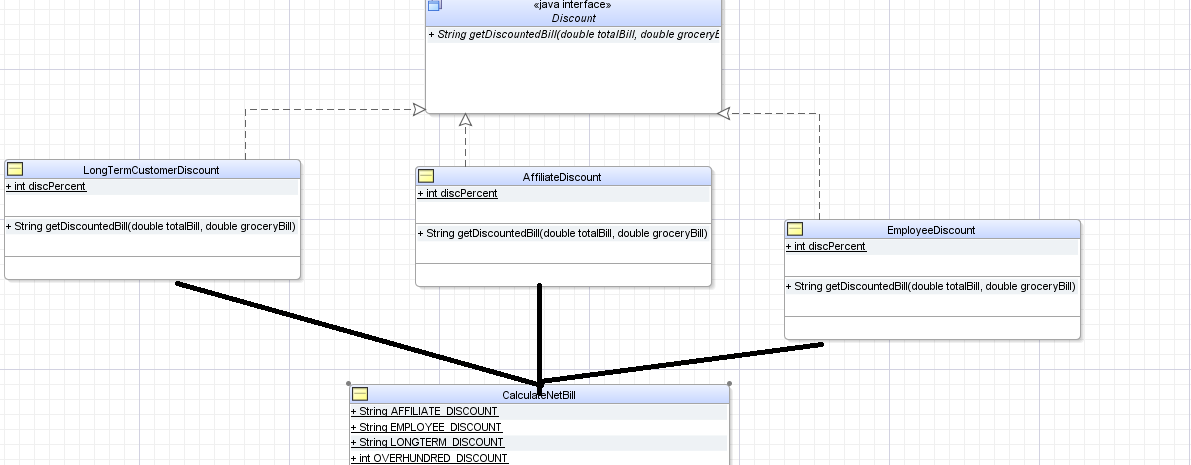 «java interface»
Discount
+ String getDiscountedBill(double totalBill, double groceryB
LongTermCustomerDiscount
+ int discPercent
+ String getDiscountedBill(double totalBill, double groceryBill)
AffiliateDiscount
+ int discPercent
+ String getDiscountedBill(double totalBill, double groceryBill)
EmployeeDiscount
+ int discPercent
+ String getDiscountedBill(double totalBill, double groceryBill)
CalculateNetBill
+ String AFFILIATE_DISCOUNT
+ String EMPLOYEE_DISCOUNT
+ String LONGTERM_DISCOUNT
+ int OVERHUNDRED_DISCOUNT